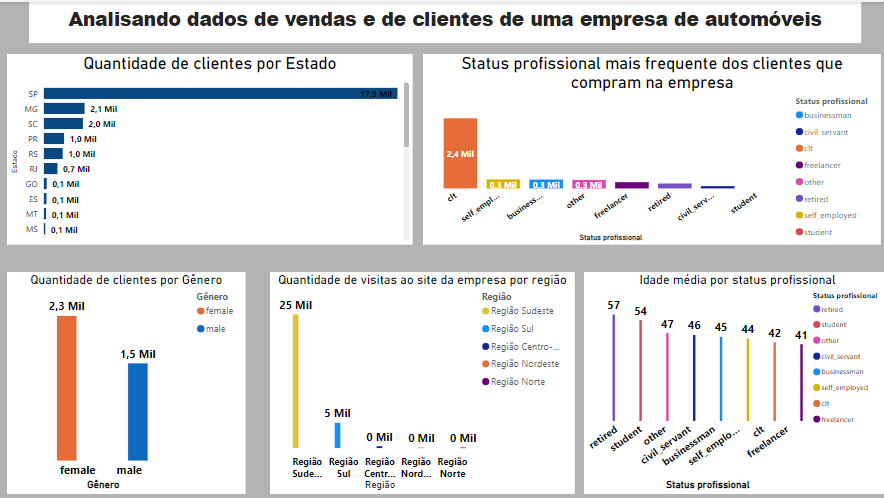 Analisando dados de vendas e de clientes de uma empresa de automóveis
Quantidade de clientes por Estado
Estado
SP
17,9 Mil
MG
2,1 Mil
SC
2,0 Mil
PR
1,0 Mil
RS
1,0 Mil
RJ
0,7 Mil
GO
0,1 Mil
ES
0,1 Mil
MT
0,1 Mil
MS
0,1 Mil
Status profissional mais frequente dos clientes que
compram na empresa
2,4 Mil
0,3 Mil
0,3 Mil
0,3 Mil
clt
self_empl...
business...
other
freelancer
retired
civil_serv...
student
Status profissional
Status profissional
businessman
civil_servant
clt
freelancer
other
retired
self_employed
student
Quantidade de clientes por Gênero
2,3 Mil
1,5 Mil
female
male
Gênero
Gênero
female
male
Quantidade de visitas ao site da empresa por região
25 Mil
5 Mil
0 Mil
0 Mil
0 Mil
Região Sude...
Região Sul
Região Centr...
Região Nord...
Região Norte
Região
Região
Região Sudeste
Região Sul
Região Centro-...
Região Nordeste
Região Norte
Idade média por status profissional
57
54
47
46
45
44
42
41
retired
student
other
civil_servant
businessman
self_emplo...
clt
freelancer
Status profissional
Status profissional
retired
student
other
civil_servant
businessman
self_employed
clt
freelancer